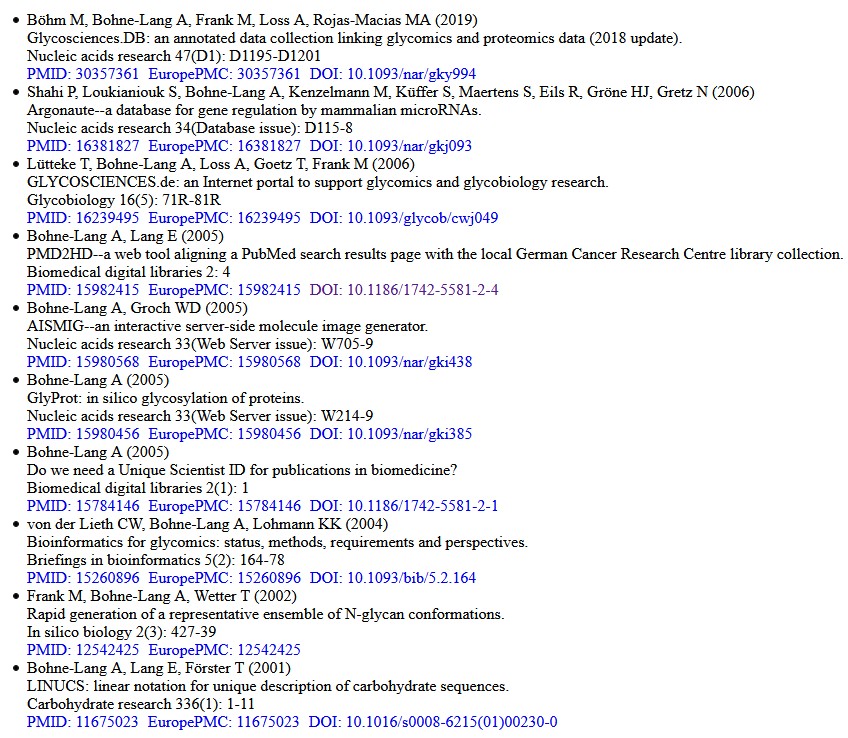 • Böhm M, Bohne-Lang A, Frank M, Loss A, Rojas-Macias MA (2019)
Glycosciences.DB: an annotated data collection linking glycomics and proteomics data (2018 update).
Nucleic acids research 47(D1): D1195-D1201
PMID: 30357361 EuropePMC: 30357361 DOI: 10.1093/nar/gky994
• Shahi P, Loukianiouk S, Bohne-Lang A, Kenzelmann M, Küffer S, Maertens S, Eils R, Gröne HJ, Gretz N (2006)
Argonaute--a database for gene regulation by mammalian microRNAs.
Nucleic acids research 34(Database issue): D115-8
PMID: 16381827 EuropePMC: 16381827 DOI: 10.1093/nar/gkj093
• Lütteke T, Bohne-Lang A, Loss A, Goetz T, Frank M (2006)
GLYCOSCIENCES.de: an Internet portal to support glycomics and glycobiology research.
Glycobiology 16(5): 71R-81R
PMID: 16239495 EuropePMC: 16239495 DOI: 10.1093/glycob/cwj049
• Bohne-Lang A, Lang E (2005)
PMD2HD--a web tool aligning a PubMed search results page with the local German Cancer Research Centre library collection.
Biomedical digital libraries 2: 4
PMID: 15982415 EuropePMC: 15982415 DOI: 10.1186/1742-5581-2-4
• Bohne-Lang A, Groch WD (2005)
AISMIG--an interactive server-side molecule image generator.
Nucleic acids research 33(Web Server issue): W705-9
PMID: 15980568 EuropePMC: 15980568 DOI: 10.1093/nar/gki438
• Bohne-Lang A (2005)
GlyProt: in silico glycosylation of proteins.
Nucleic acids research 33(Web Server issue): W214-9
PMID: 15980456 EuropePMC: 15980456 DOI: 10.1093/nar/gki385
• Bohne-Lang A (2005)
Do we need a Unique Scientist ID for publications in biomedicine?
Biomedical digital libraries 2(1): 1
PMID: 15784146 EuropePMC: 15784146 DOI: 10.1186/1742-5581-2-1
• von der Lieth CW, Bohne-Lang A, Lohmann KK (2004)
Bioinformatics for glycomics: status, methods, requirements and perspectives.
Briefings in bioinformatics 5(2): 164-78
PMID: 15260896 EuropePMC: 15260896 DOI: 10.1093/bib/5.2.164
• Frank M, Bohne-Lang A, Wetter T (2002)
Rapid generation of a representative ensemble of N-glycan conformations.
In silico biology 2(3): 427-39
PMID: 12542425 EuropePMC: 12542425
• Bohne-Lang A, Lang E, Förster T (2001)
LINUCS: linear notation for unique description of carbohydrate sequences.
Carbohydrate research 336(1): 1-11
PMID: 11675023 EuropePMC: 11675023 DOI: 10.1016/s0008-6215(01)00230-0